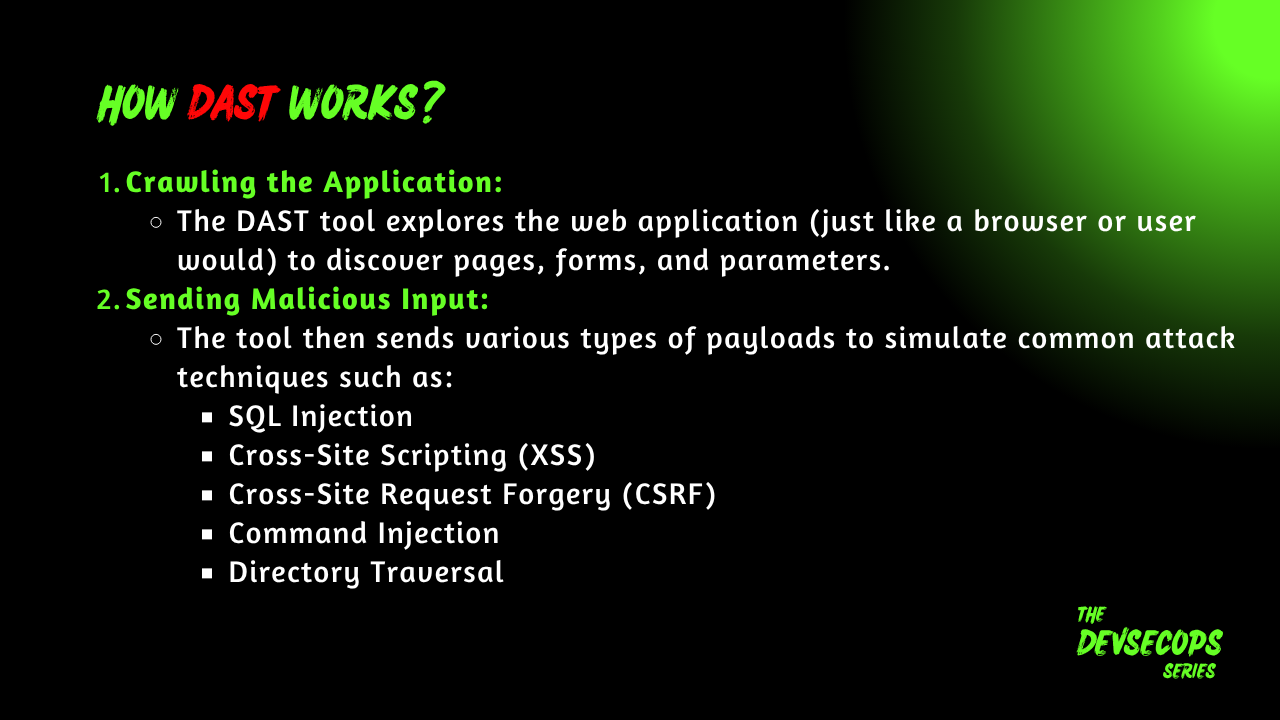 HOW DAST WORKS?
1. Crawling the Application:
○ The DAST tool explores the web application (just like a browser or user
would) to discover pages, forms, and parameters.
2. Sending Malicious Input:
○ The tool then sends various types of payloads to simulate common attack
techniques such as:
▪ SQL Injection
▪ Cross-Site Scripting (XSS)
▪ Cross-Site Request Forgery (CSRF)
▪ Command Injection
▪ Directory Traversal
THE
DEVSECOPS
SERIES